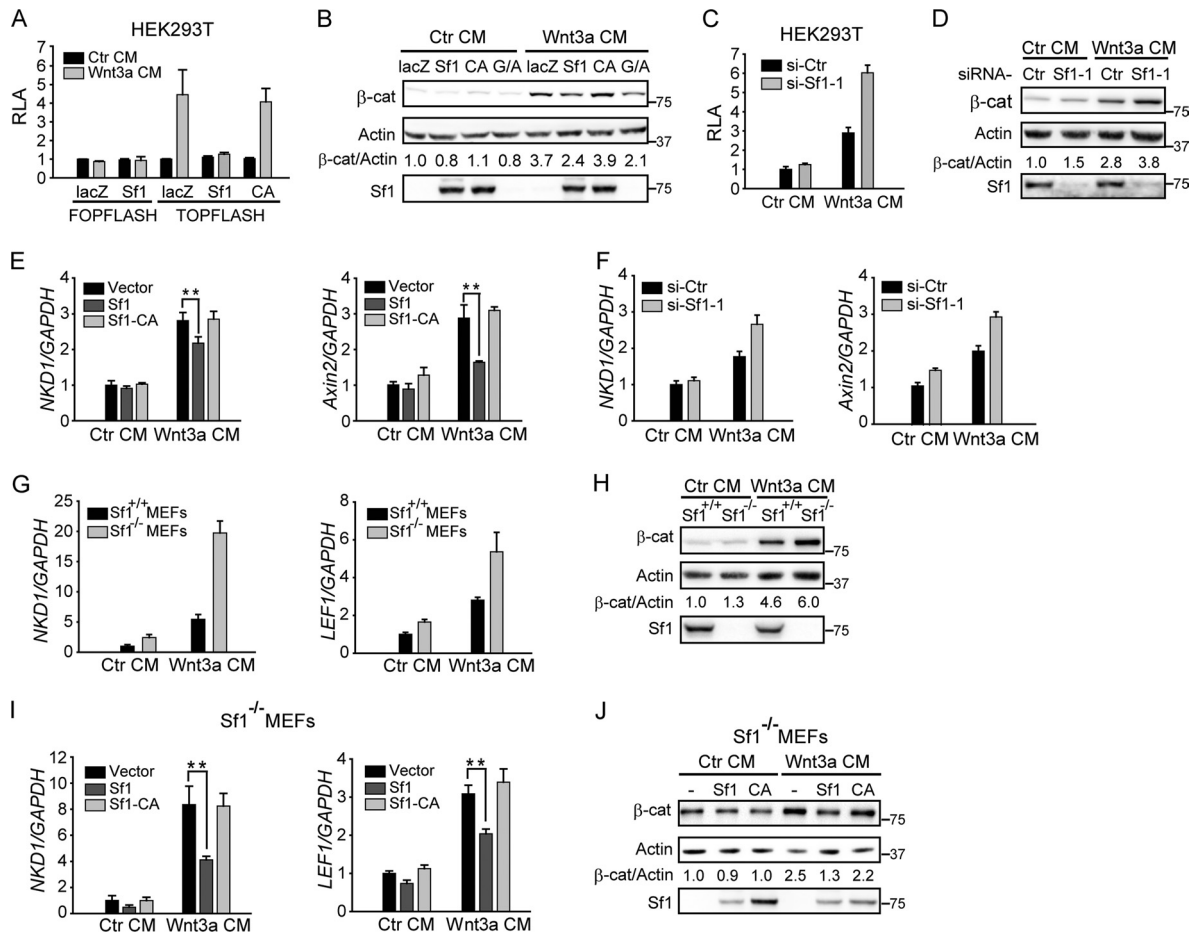 A
HEK293T
Ctr CM
Wnt3a CM
RLA
7
6
5
4
3
2
1
0
lacZ Sf1 lacZ Sf1 CA
FOPFLASH TOPFLASH
B
Ctr CM Wnt3a CM
lacZ Sf1 CA G/A lacZ Sf1 CA G/A
β-cat
75
Actin
37
β-cat/Actin 1.0 0.8 1.1 0.8 3.7 2.4 3.9 2.1
Sf1
75
C
HEK293T
si-Ctr
si-Sf1-1
RLA
7
6
5
4
3
2
1
0
Ctr CM Wnt3a CM
D
Ctr CM Wnt3a CM
siRNA- Ctr Sf1-1 Ctr Sf1-1
β-cat
75
Actin
37
β-cat/Actin 1.0 1.5 2.8 3.8
Sf1
75
E
NKD1/GAPDH
4
3
2
1
0
Vector
Sf1
Sf1-CA
**
Ctr CM Wnt3a CM
Axin2/GAPDH
4
3
2
1
0
Vector
Sf1
Sf1-CA
**
Ctr CM Wnt3a CM
F
NKD1/GAPDH
4
3
2
1
0
si-Ctr
si-Sf1-1
Ctr CM Wnt3a CM
Axin2/GAPDH
4
3
2
1
0
si-Ctr
si-Sf1-1
Ctr CM Wnt3a CM
G
NKD1/GAPDH
25
20
15
10
5
0
Sf1+/+MEFs
Sf1-/-MEFs
Ctr CM Wnt3a CM
LEF1/GAPDH
8
6
4
2
0
Sf1+/+MEFs
Sf1-/-MEFs
Ctr CM Wnt3a CM
H
Ctr CM Wnt3a CM
Sf1+/+ Sf1-/- Sf1+/+ Sf1-/-
β-cat
75
Actin
37
β-cat/Actin 1.0 1.3 4.6 6.0
Sf1
75
I
Sf1-/-MEFs
NKD1/GAPDH
12
10
8
6
4
2
0
Vector
Sf1
Sf1-CA
**
Ctr CM Wnt3a CM
LEF1/GAPDH
4
3
2
1
0
Vector
Sf1
Sf1-CA
**
Ctr CM Wnt3a CM
J
Sf1-/-MEFs
Ctr CM Wnt3a CM
- Sf1 CA - Sf1 CA
β-cat
75
Actin
37
β-cat/Actin 1.0 0.9 1.0 2.5 1.3 2.2
Sf1
75